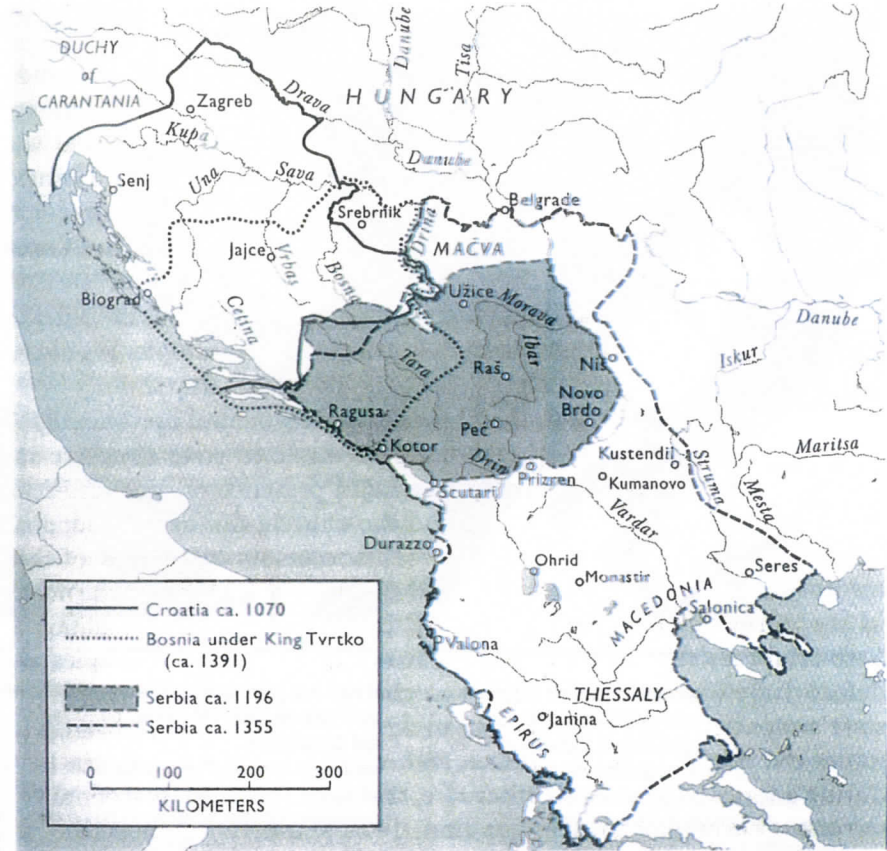 DUCHY
of
CARANTANIA
Danube
Tisa
HUNGARY
Zagreb
Drava
Kupa
Danube
Senj
Una
Sava
Srebrnik
Belgrade
Drina
MAČVA
Jajce
Vrbas
Bosna
Biograd
Cetina
Užice
Morava
Danube
Tara
Ibar
Iskur
Raš
Niš
Novo
Brdo
Ragusa
Peć
Kotor
Maritsa
Drin
Kustendil
Struma
Prizren
Kumanovo
Scutari
Mesta
Vardar
Durazzo
Ohrid
Monastir
Seres
MACEDONIA
Salonica
Valona
THESSALY
EPIRUS
Janina
Croatia ca. 1070
Bosnia under King Tvrtko
(ca. 1391)
Serbia ca. 1196
Serbia ca. 1355
0 100 200 300
KILOMETERS